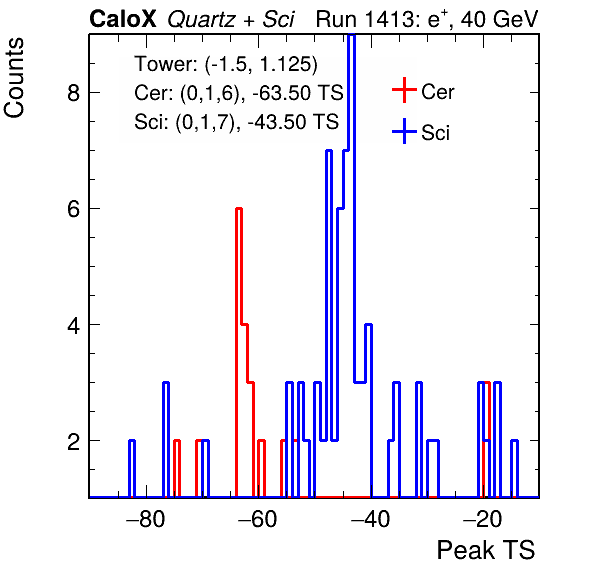 CaloX Quartz + Sci Run 1413: e⁺, 40 GeV
Counts
Tower: (-1.5, 1.125)
Cer: (0,1,6), -63.50 TS
Sci: (0,1,7), -43.50 TS
Cer
Sci
8
6
4
2
−80 −60 −40 −20
Peak TS